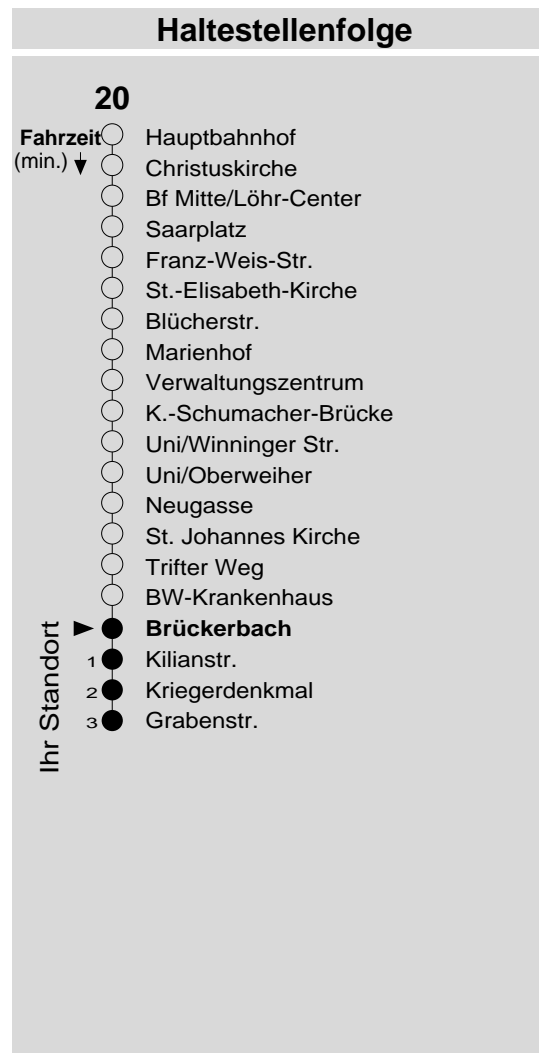 Haltestellenfolge
20
Fahrzeit Hauptbahnhof
(min.) Christuskirche
Bf Mitte/Löhr-Center
Saarplatz
Franz-Weis-Str.
St.-Elisabeth-Kirche
Blücherstr.
Marienhof
Verwaltungszentrum
K.-Schumacher-Brücke
Uni/Winninger Str.
Uni/Oberweiher
Neugasse
St. Johannes Kirche
Trifter Weg
BW-Krankenhaus
Brückerbach
1 Kilianstr.
2 Kriegerdenkmal
3 Grabenstr.
Ihr Standort